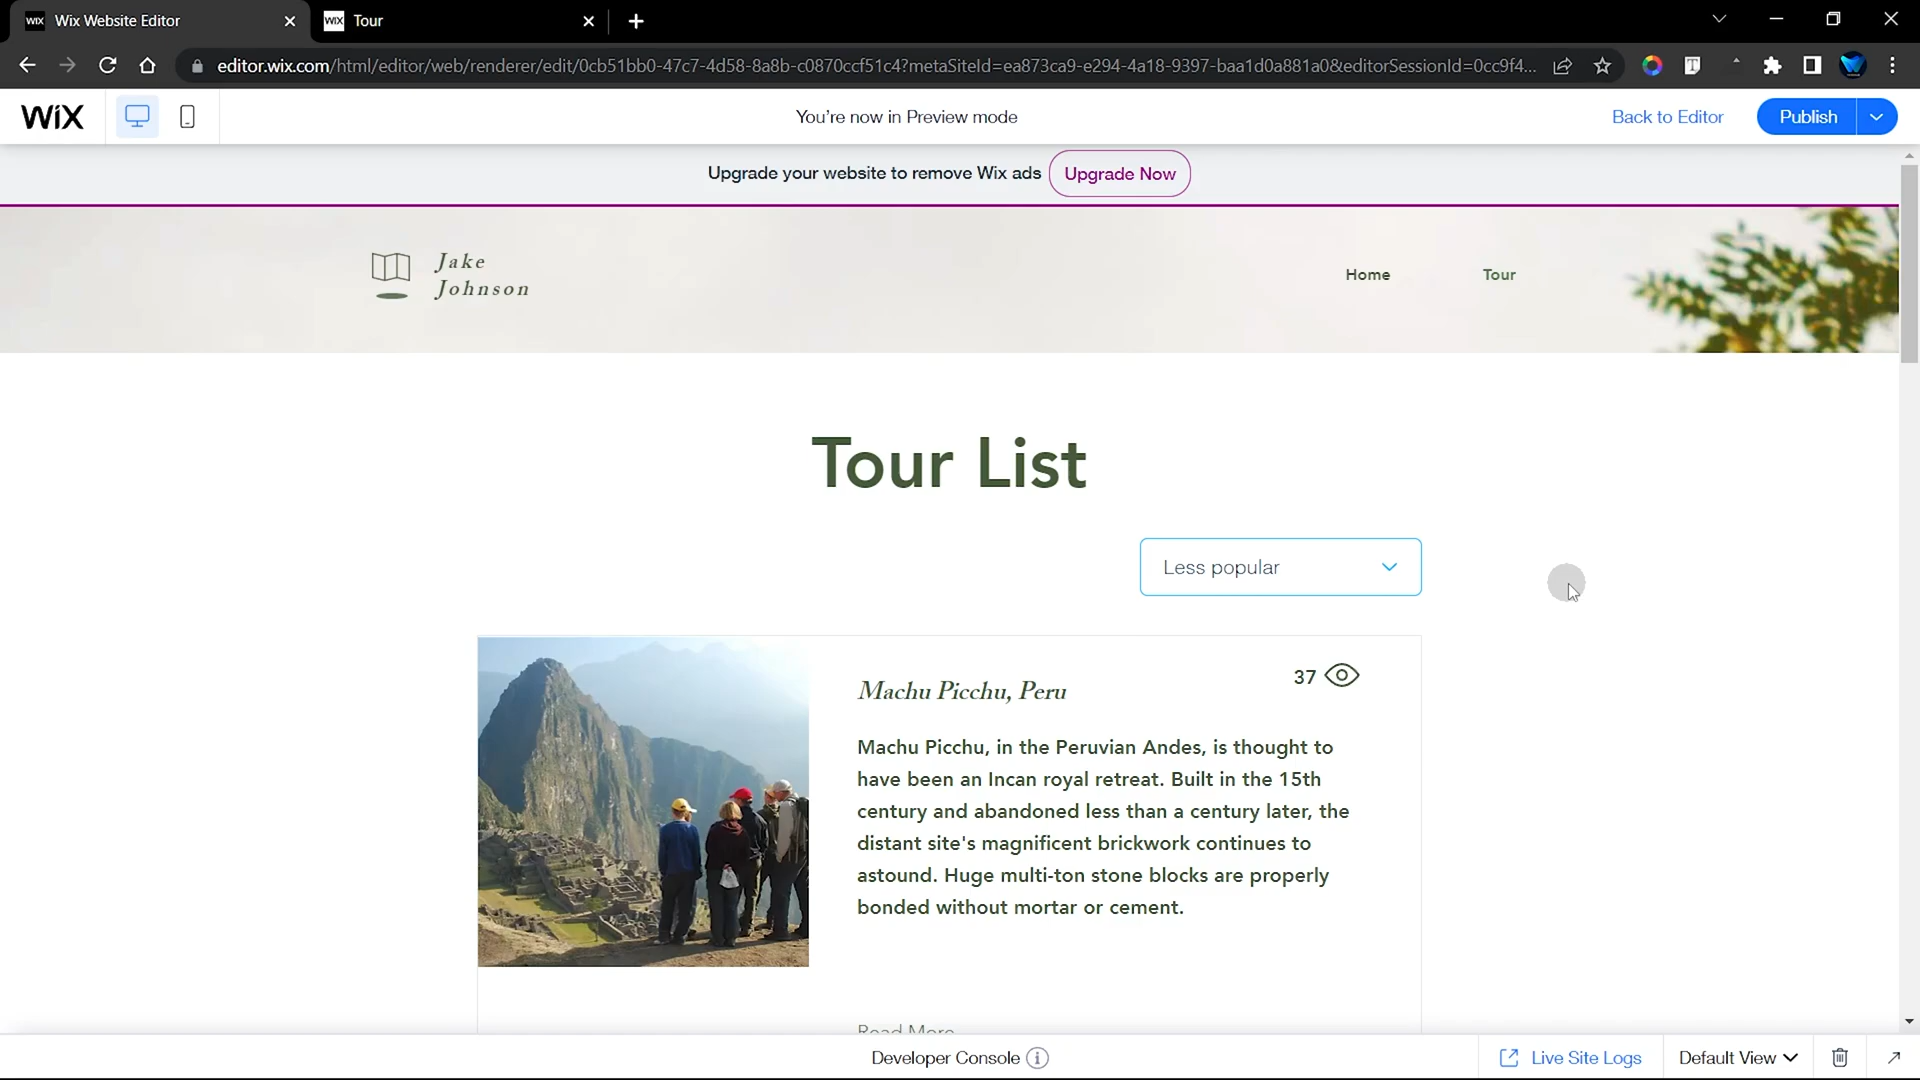 WiX Wix Website Editor
WiX Tour
editor.wix.com/html/editor/web/renderer/edit/0cb51bb0-47c7-4d58-8a8b-c0870ccf51c4?metaSiteId=ea873ca9-e294-4a18-9397-baa1d0a881a0&editorSessionId=0cc9f4...
WiX
You're now in Preview mode
Back to Editor
Publish
Upgrade your website to remove Wix ads
Upgrade Now
Jake
Johnson
Home
Tour
Tour List
Less popular
Machu Picchu, Peru
37
Machu Picchu, in the Peruvian Andes, is thought to
have been an Incan royal retreat. Built in the 15th
century and abandoned less than a century later, the
distant site's magnificent brickwork continues to
astound. Huge multi-ton stone blocks are properly
bonded without mortar or cement.
Read More
Developer Console
Live Site Logs
Default View